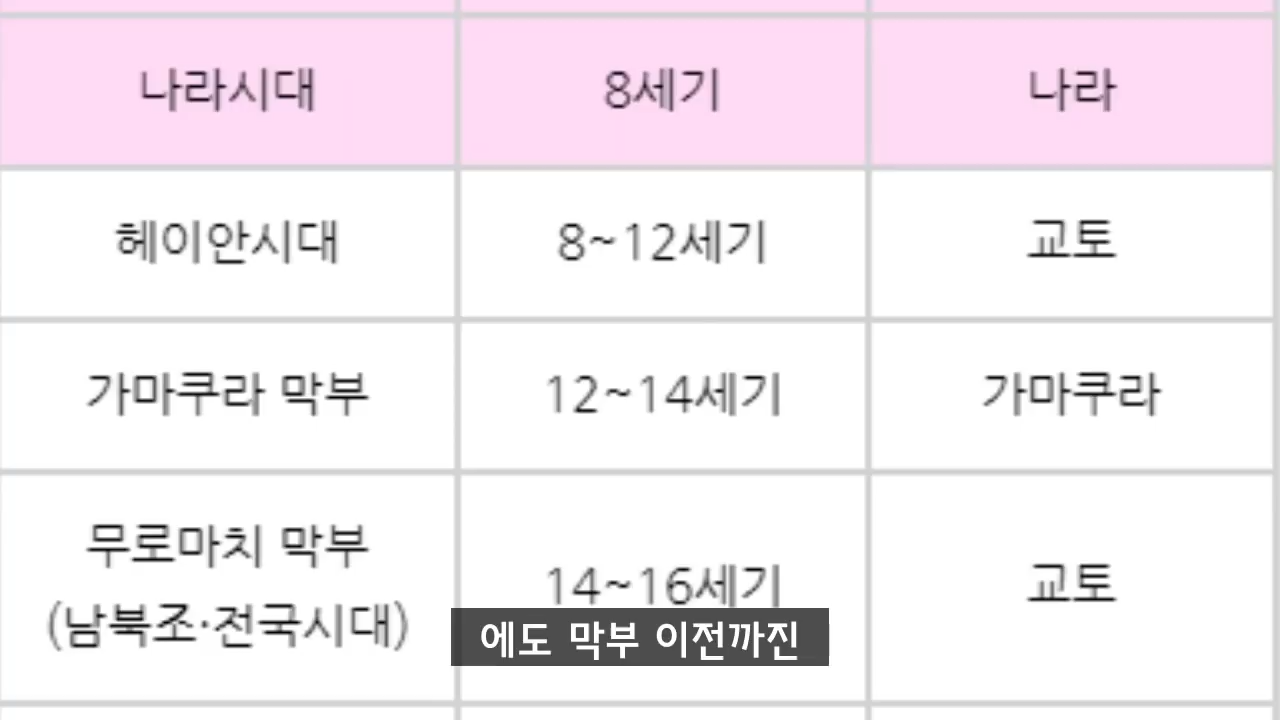 나라시대 8세기 나라
헤이안시대 8~12세기 교토
가마쿠라 막부 12~14세기 가마쿠라
무로마치 막부
(남북조·전국시대) 14~16세기 교토
에도 막부 이전까진